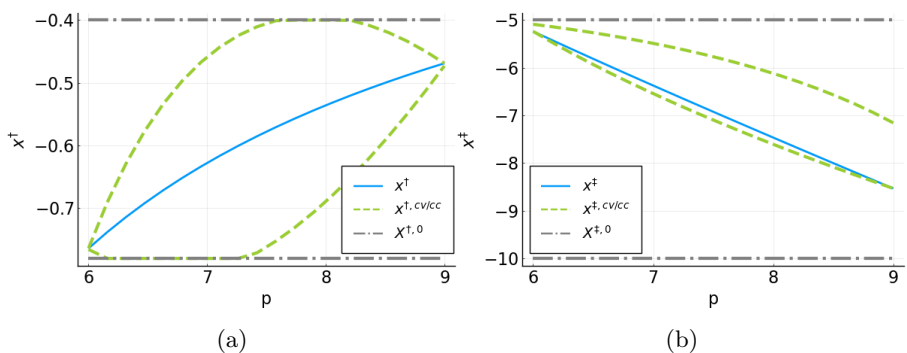 −0.4
−0.5
−0.6
−0.7
x†
6
7
8
9
p
x†
x†, cv/cc
X†, 0
(a)
−5
−6
−7
−8
−9
−10
x‡
6
7
8
9
p
x‡
x‡, cv/cc
X‡, 0
(b)